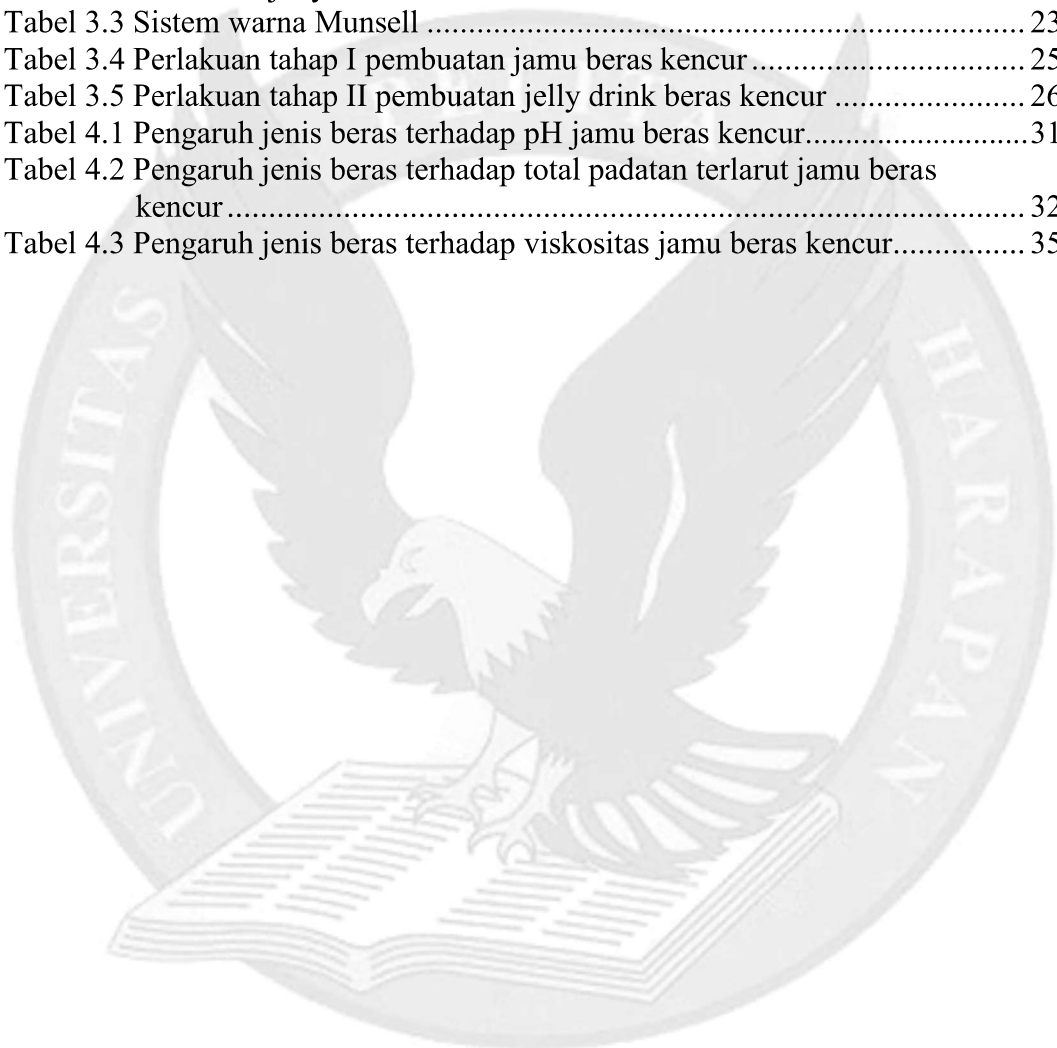 Tabel 3.3 Sistem warna Munsell ........................................................................ 23
Tabel 3.4 Perlakuan tahap I pembuatan jamu beras kencur ................................. 25
Tabel 3.5 Perlakuan tahap II pembuatan jelly drink beras kencur ....................... 26
Tabel 4.1 Pengaruh jenis beras terhadap pH jamu beras kencur........................... 31
Tabel 4.2 Pengaruh jenis beras terhadap total padatan terlarut jamu beras
kencur ................................................................................................ 32
Tabel 4.3 Pengaruh jenis beras terhadap viskositas jamu beras kencur................ 35
UNIVERSITAS
HARAPAN